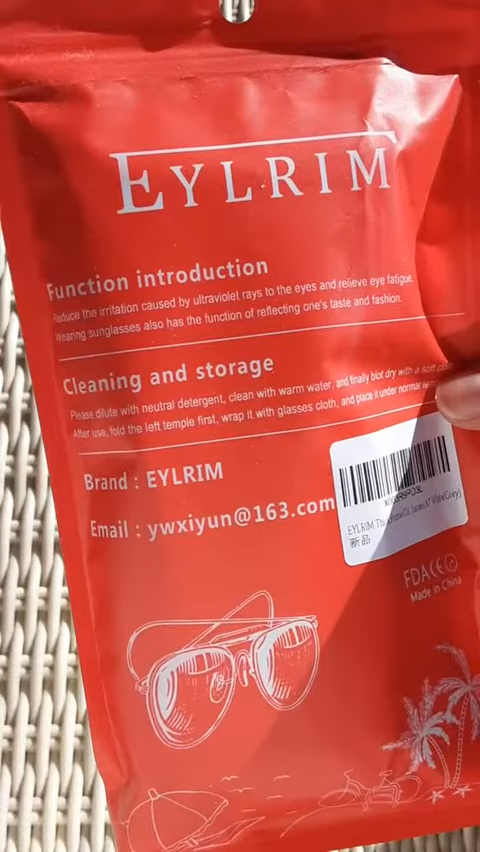 EYLRIM
Function introduction
Reduce the irritation caused by ultraviolet rays to the eyes and relieve eye fatigue.
Wearing sunglasses also has the function of reflecting one's taste and fashion.
Cleaning and storage
Please dilute with neutral detergent, clean with warm water, and finally blot dry with a soft
After use, fold the left temple first, wrap it with glasses cloth, and place it under normal
Brand : EYLRIM
Email : ywxiyun@163.com
EYLRIM White(Grey)
新品
FDA CE
Made in China